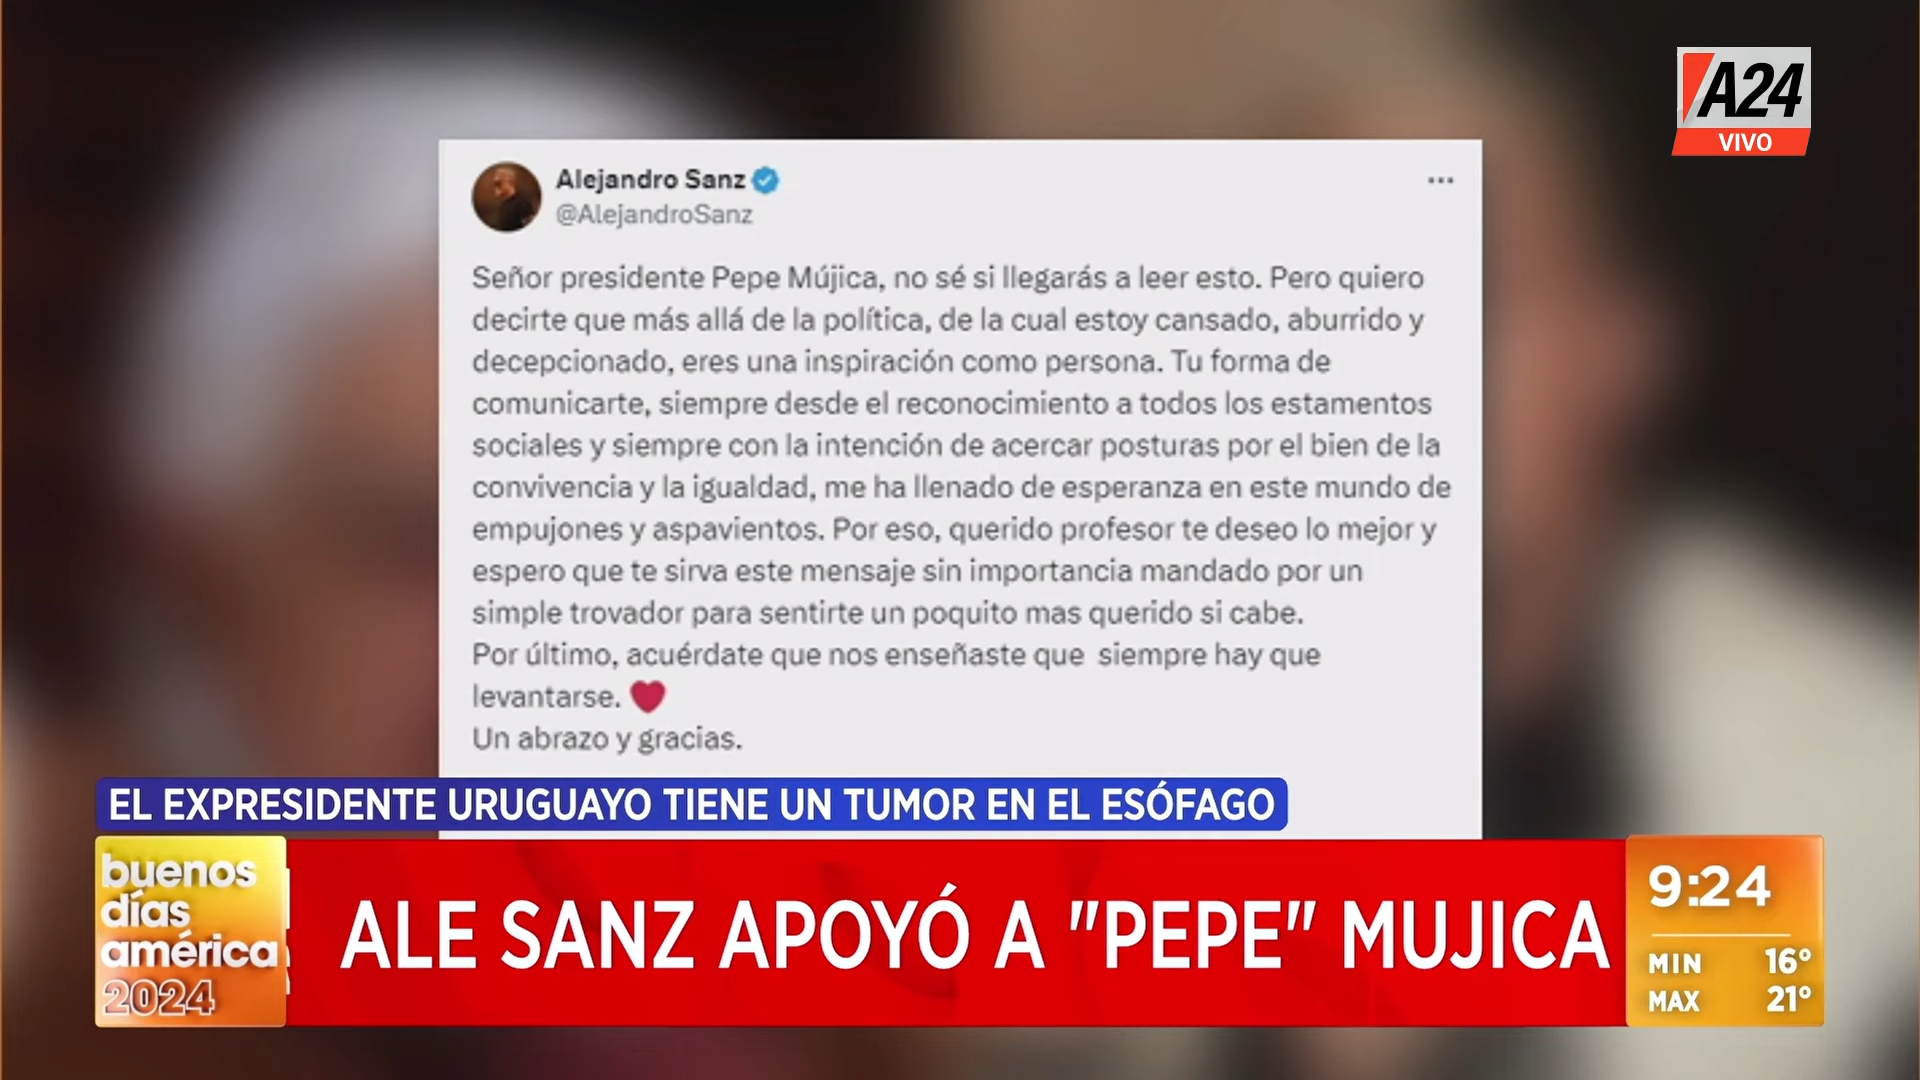 A24
VIVO
Alejandro Sanz
@AlejandroSanz
Señor presidente Pepe Mújica, no sé si llegarás a leer esto. Pero quiero
decirte que más allá de la política, de la cual estoy cansado, aburrido y
decepcionado, eres una inspiración como persona. Tu forma de
comunicarte, siempre desde el reconocimiento a todos los estamentos
sociales y siempre con la intención de acercar posturas por el bien de la
convivencia y la igualdad, me ha llenado de esperanza en este mundo de
empujones y aspavientos. Por eso, querido profesor te deseo lo mejor y
espero que te sirva este mensaje sin importancia mandado por un
simple trovador para sentirte un poquito mas querido si cabe.
Por último, acuérdate que nos enseñaste que  siempre hay que
levantarse. ❤
Un abrazo y gracias.
EL EXPRESIDENTE URUGUAYO TIENE UN TUMOR EN EL ESÓFAGO
buenos
días
américa
2024
ALE SANZ APOYÓ A "PEPE" MUJICA
9:24
MIN 16º
MAX 21º